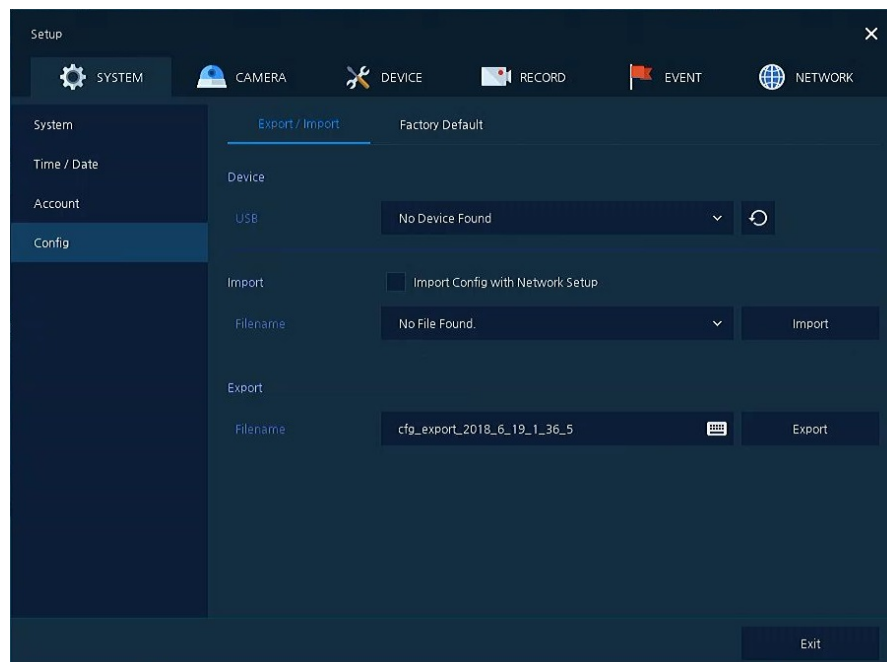 Setup
SYSTEM CAMERA DEVICE RECORD EVENT NETWORK
System
Time / Date
Account
Config
Export / Import Factory Default
Device
USB No Device Found
Import Import Config with Network Setup
Filename No File Found. Import
Export
Filename cfg_export_2018_6_19_1_36_5 Export
Exit